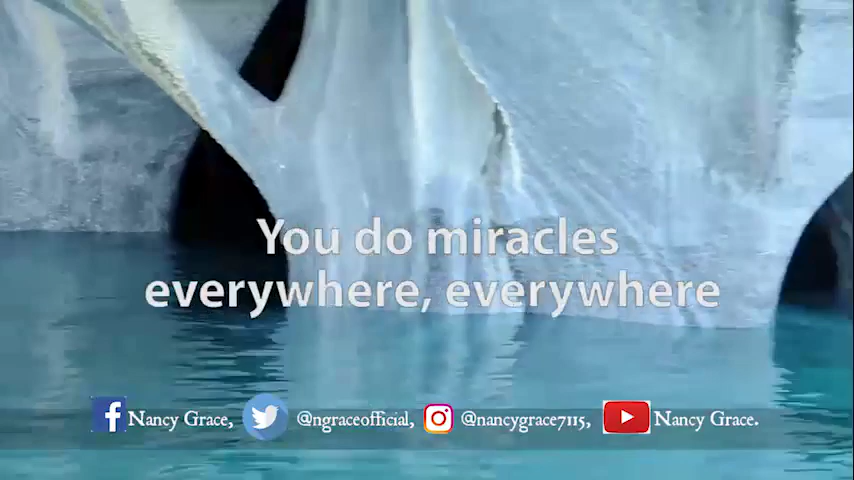 You do miracles
everywhere, everywhere
Nancy Grace, @ngraceofficial, @nancygrace7115, Nancy Grace.